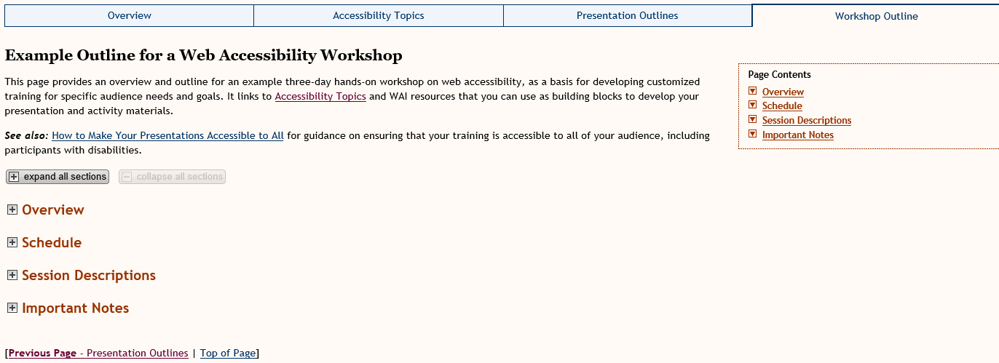 Overview
Accessibility Topics
Presentation Outlines
Workshop Outline
Example Outline for a Web Accessibility Workshop
This page provides an overview and outline for an example three-day hands-on workshop on web accessibility, as a basis for developing customized
training for specific audience needs and goals. It links to Accessibility Topics and WAI resources that you can use as building blocks to develop your
presentation and activity materials.
See also: How to Make Your Presentations Accessible to All for guidance on ensuring that your training is accessible to all of your audience, including
participants with disabilities.
Page Contents
Overview
Schedule
Session Descriptions
Important Notes
expand all sections
collapse all sections
Overview
Schedule
Session Descriptions
Important Notes
[Previous Page - Presentation Outlines | Top of Page]